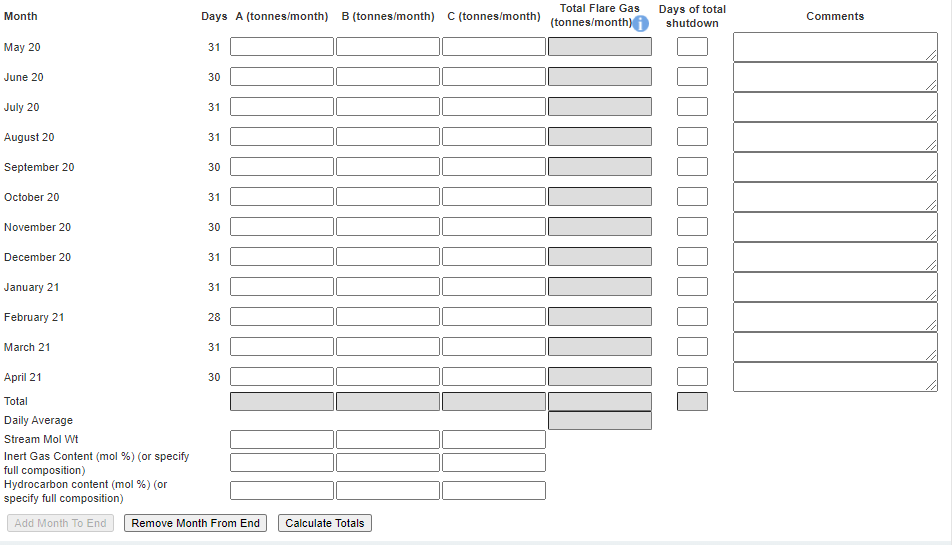 Month Days A (tonnes/month) B (tonnes/month) C (tonnes/month) Total Flare Gas (tonnes/month) i Days of total shutdown Comments
May 20 31
June 20 30
July 20 31
August 20 31
September 20 30
October 20 31
November 20 30
December 20 31
January 21 31
February 21 28
March 21 31
April 21 30
Total
Daily Average
Stream Mol Wt
Inert Gas Content (mol %) (or specify
full composition)
Hydrocarbon content (mol %) (or
specify full composition)
Add Month To End Remove Month From End Calculate Totals